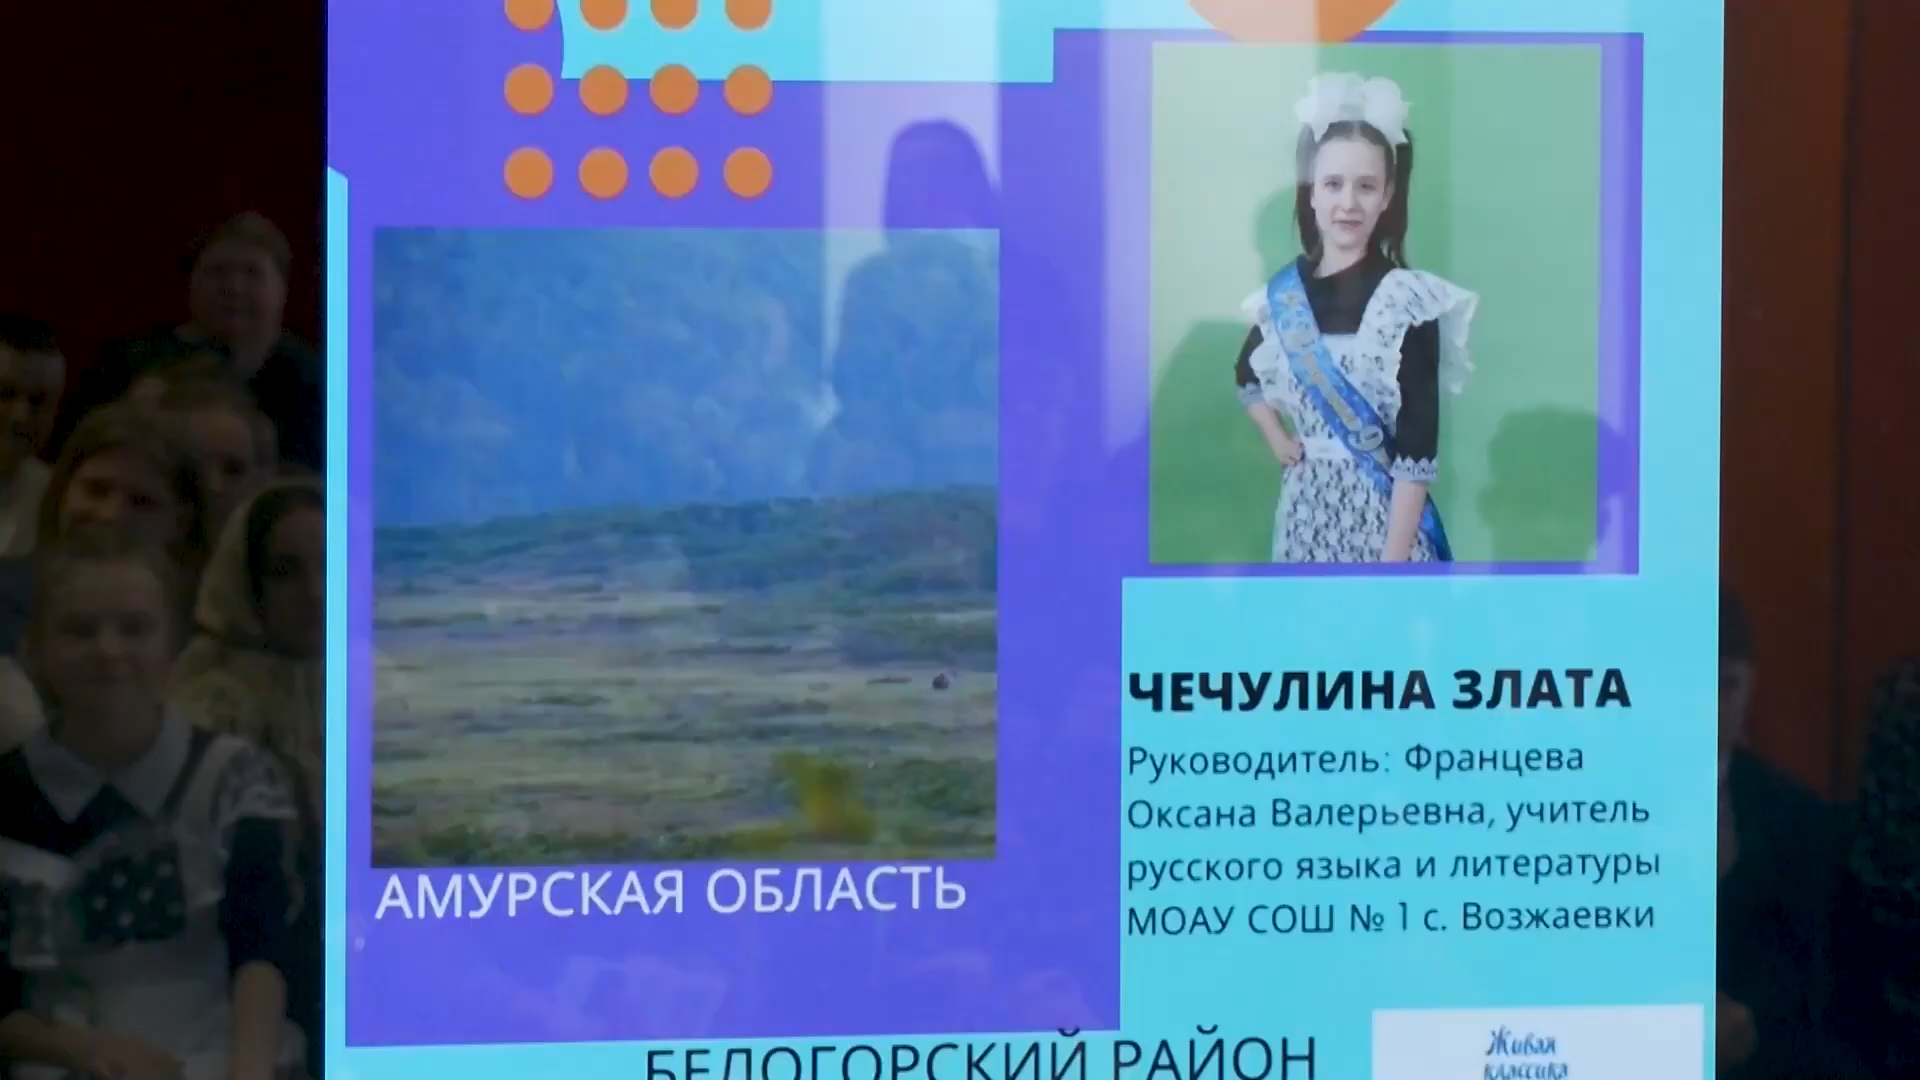 АМУРСКАЯ ОБЛАСТЬ
ЧЕЧУЛИНА ЗЛАТА
Руководитель: Францева
Оксана Валерьевна, учитель
русского языка и литературы
МОАУ СОШ № 1 с. Возжаевки
БЕЛОГОРСКИЙ РАЙОН
Живая
классика